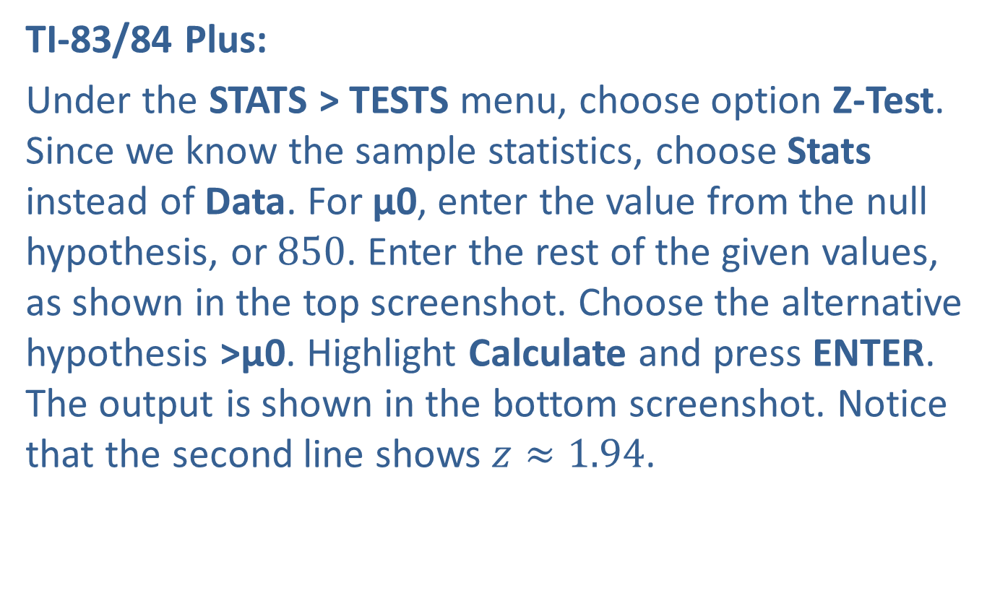 TI-83/84 Plus:
Under the STATS > TESTS menu, choose option Z-Test.
Since we know the sample statistics, choose Stats
instead of Data. For μ0, enter the value from the null
hypothesis, or 850. Enter the rest of the given values,
as shown in the top screenshot. Choose the alternative
hypothesis >μ0. Highlight Calculate and press ENTER.
The output is shown in the bottom screenshot. Notice
that the second line shows z ≈ 1.94.